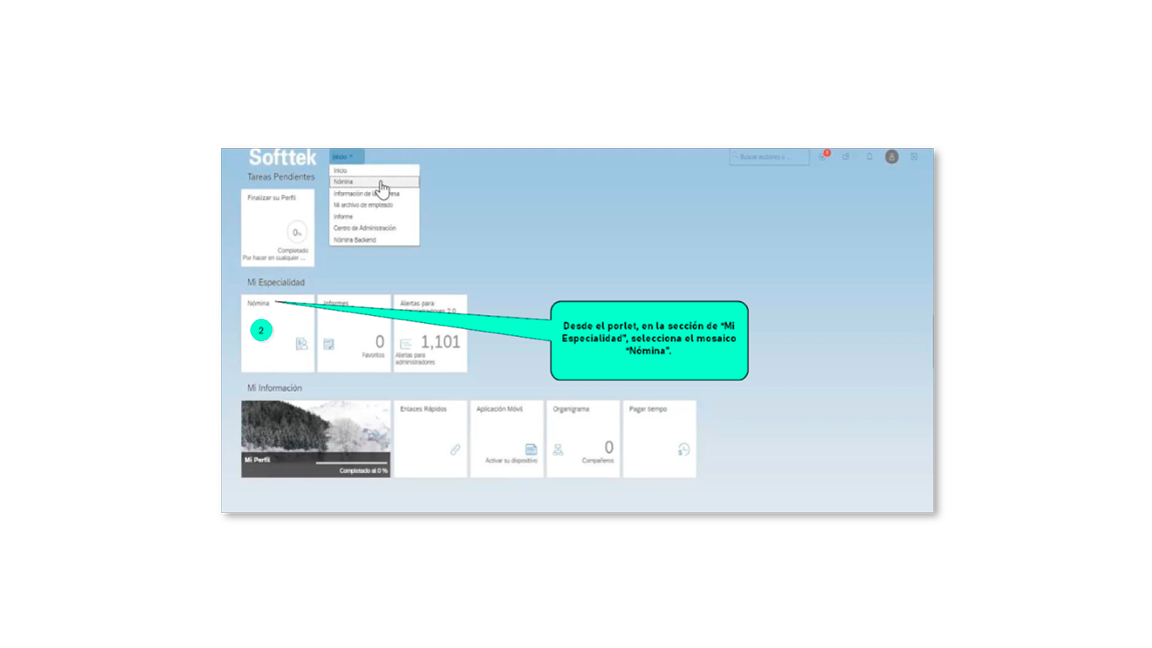 Softtek
Inicio
Buscar acciones o ...
Tareas Pendientes
Inicio
Nómina
Información de la
Mi archivo de empleado
Informe
Centro de Administración
Nómina Backend
Finalizar su Perfil
0%
Completado
Por hacer en cualquier ...
Mi Especialidad
Nómina
2
Informes
0
Favoritos
Alertas para
2.0
1,101
Alertas para
administradores
Desde el porlet, en la sección de “Mi
Especialidad”, selecciona el mosaico
“Nómina”.
Mi Información
Mi Perfil
Completado al 0 %
Enlaces Rápidos
Aplicación Móvil
Activar su dispositivo
Organigrama
0
Compañeros
Pagar tiempo